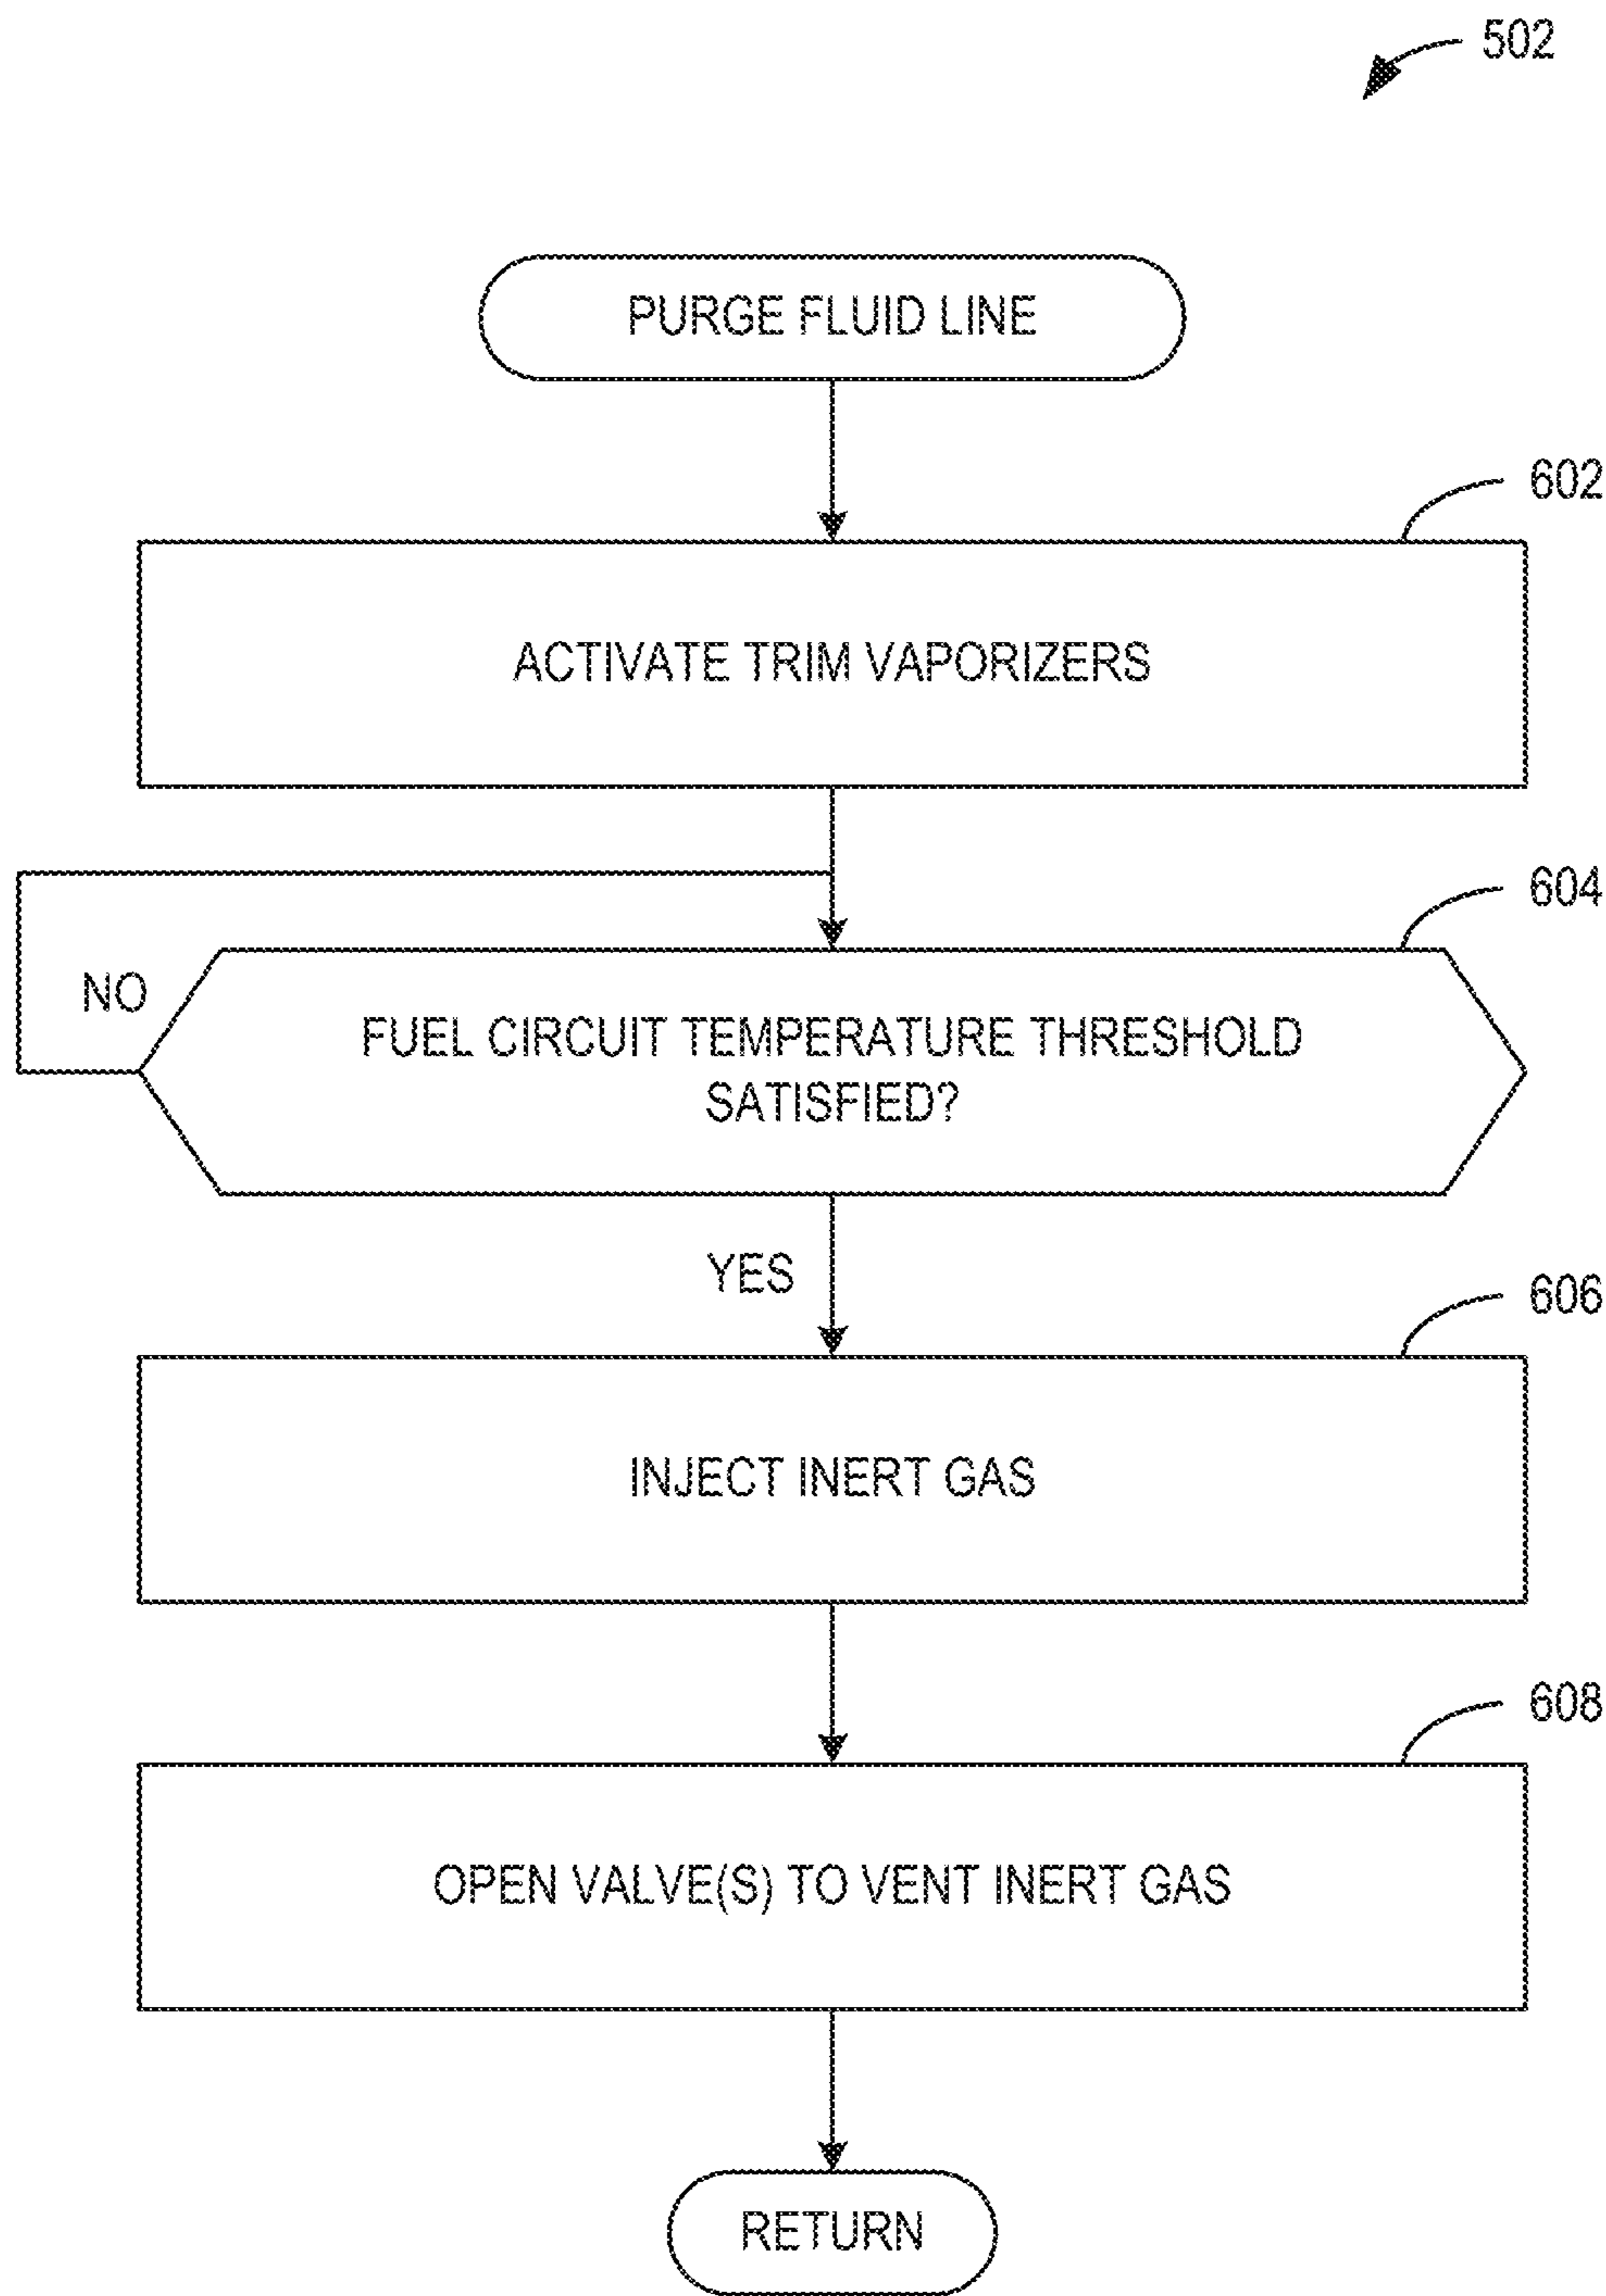 502
PURGE FLUID LINE
602
ACTIVATE TRIM VAPORIZERS
604
NO
FUEL CIRCUIT TEMPERATURE THRESHOLD
SATISFIED?
YES
606
INJECT INERT GAS
608
OPEN VALVE(S) TO VENT INERT GAS
RETURN